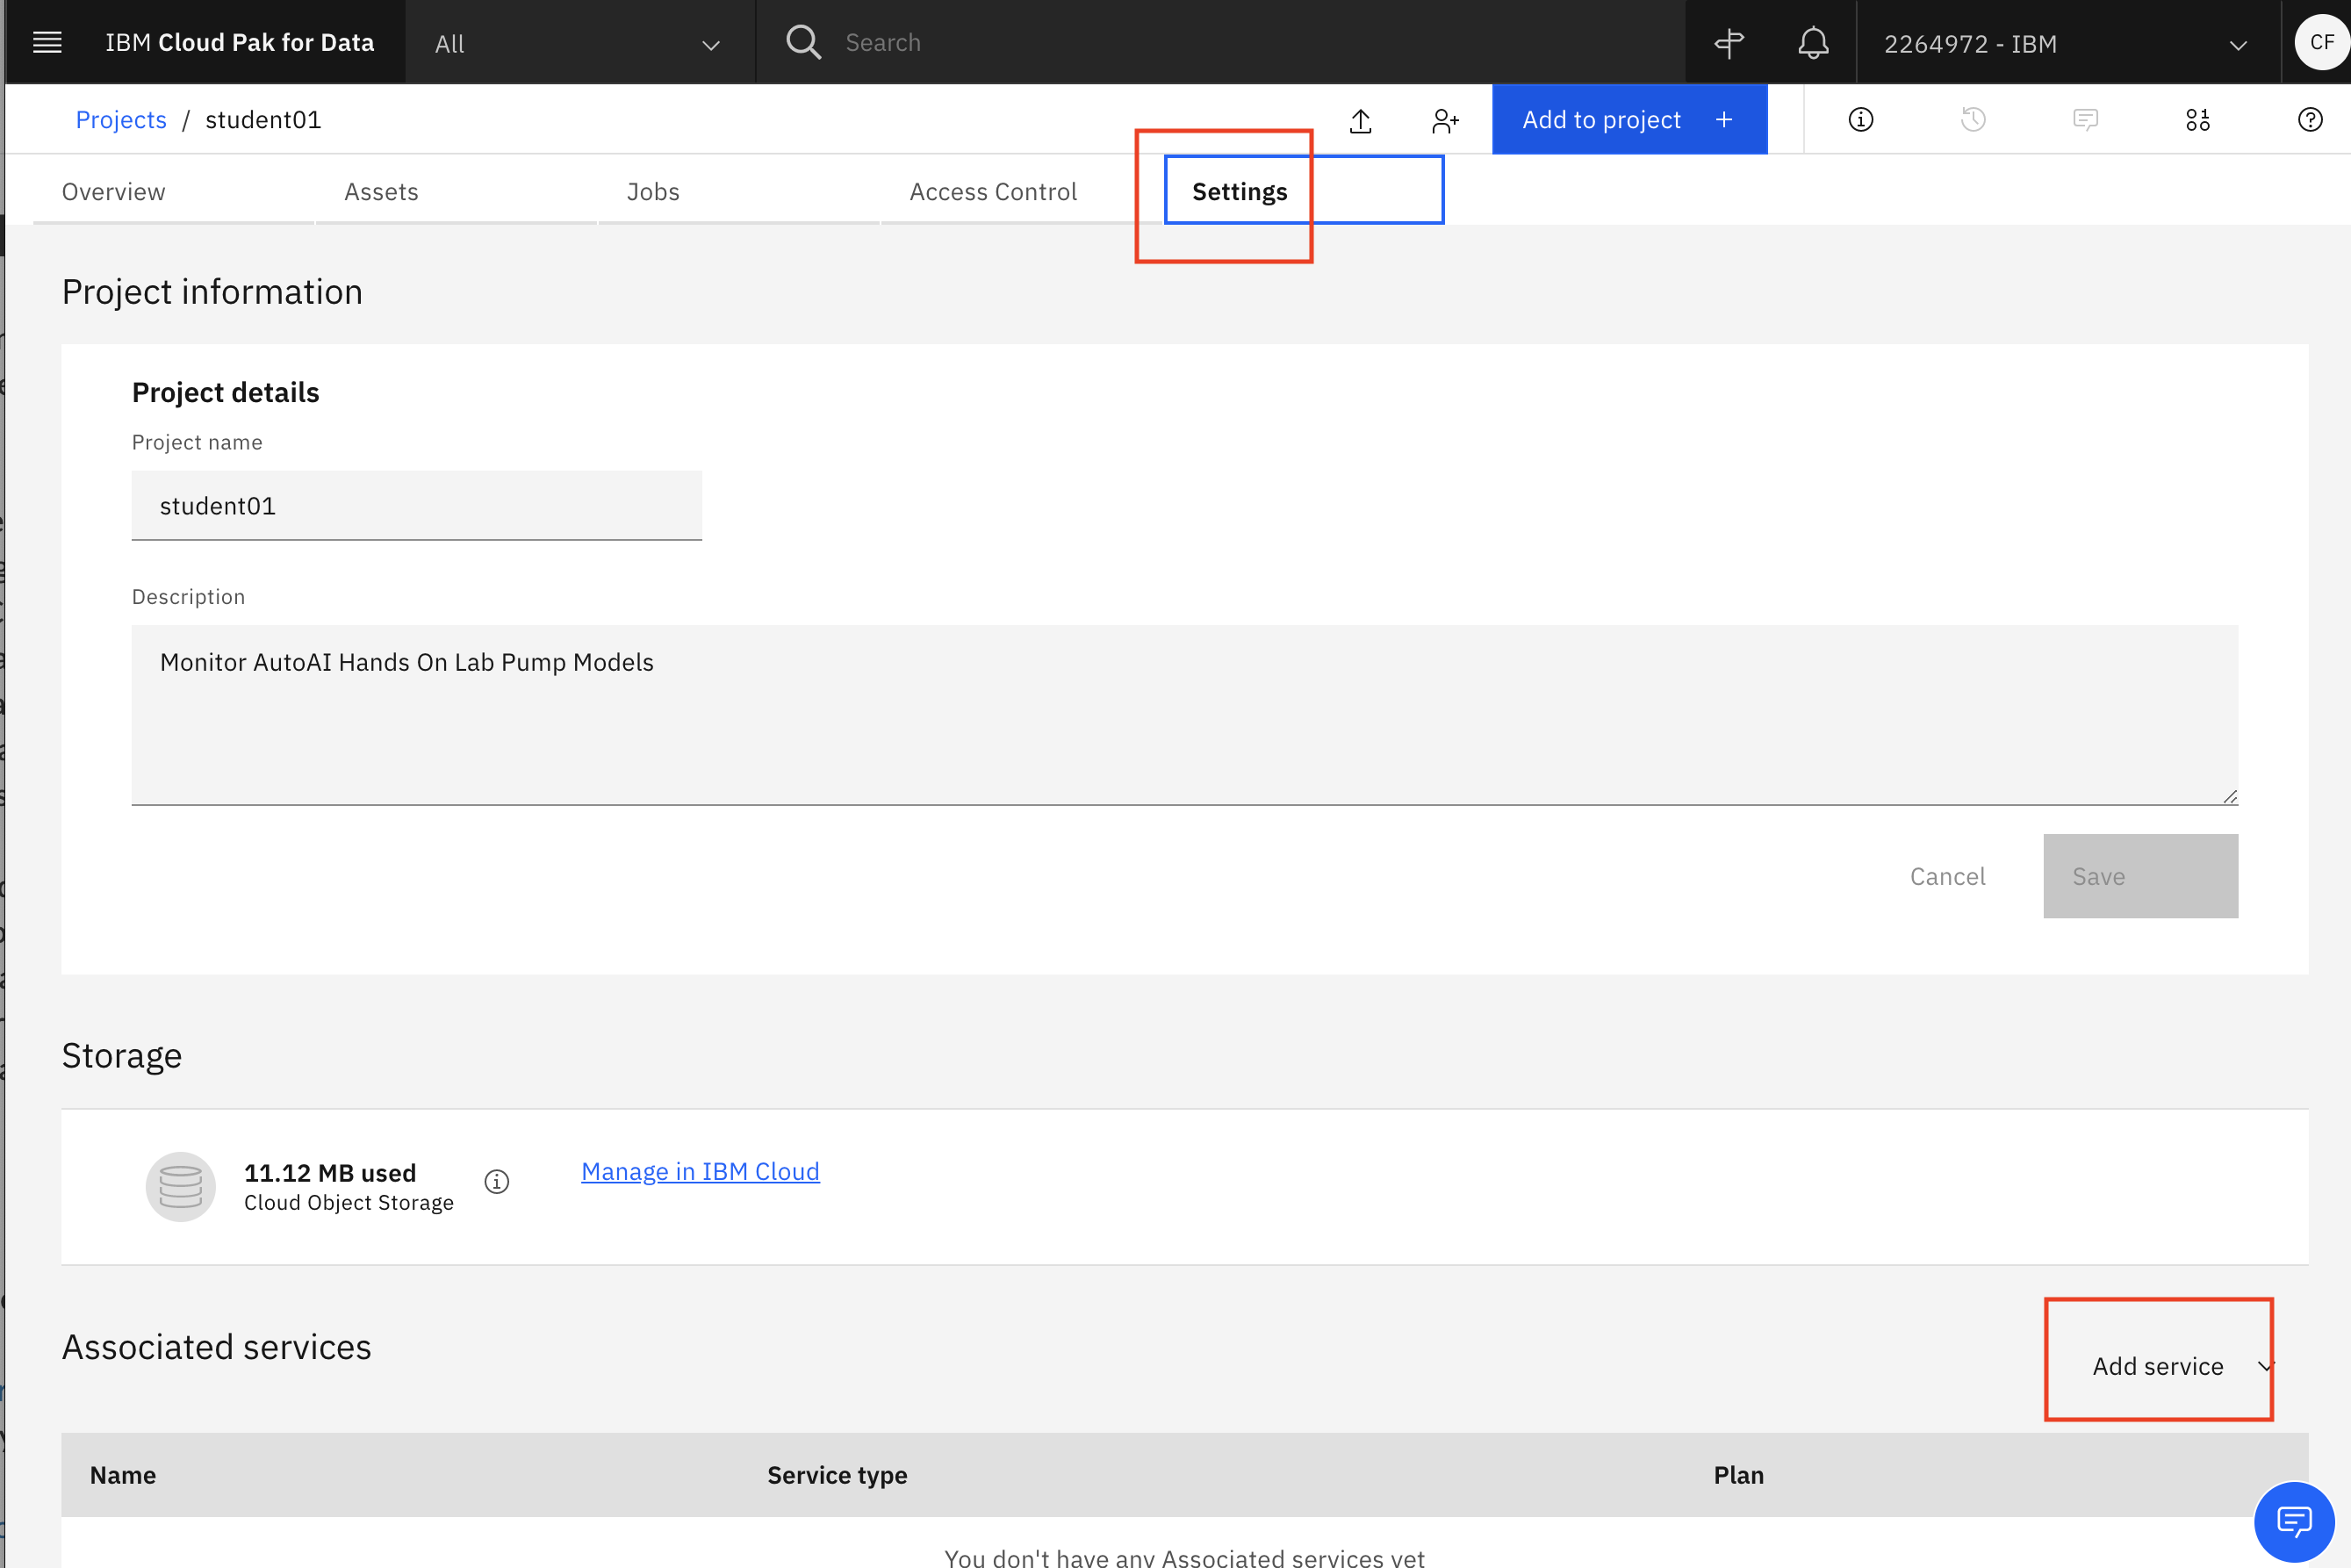 IBM Cloud Pak for Data
All
Search
2264972 - IBM
CF
Projects / student01
Add to project +
Overview
Assets
Jobs
Access Control
Settings
Project information
Project details
Project name
student01
Description
Monitor AutoAI Hands On Lab Pump Models
Cancel
Save
Storage
11.12 MB used
Cloud Object Storage
Manage in IBM Cloud
Associated services
Add service
Name
Service type
Plan
You don't have any Associated services yet